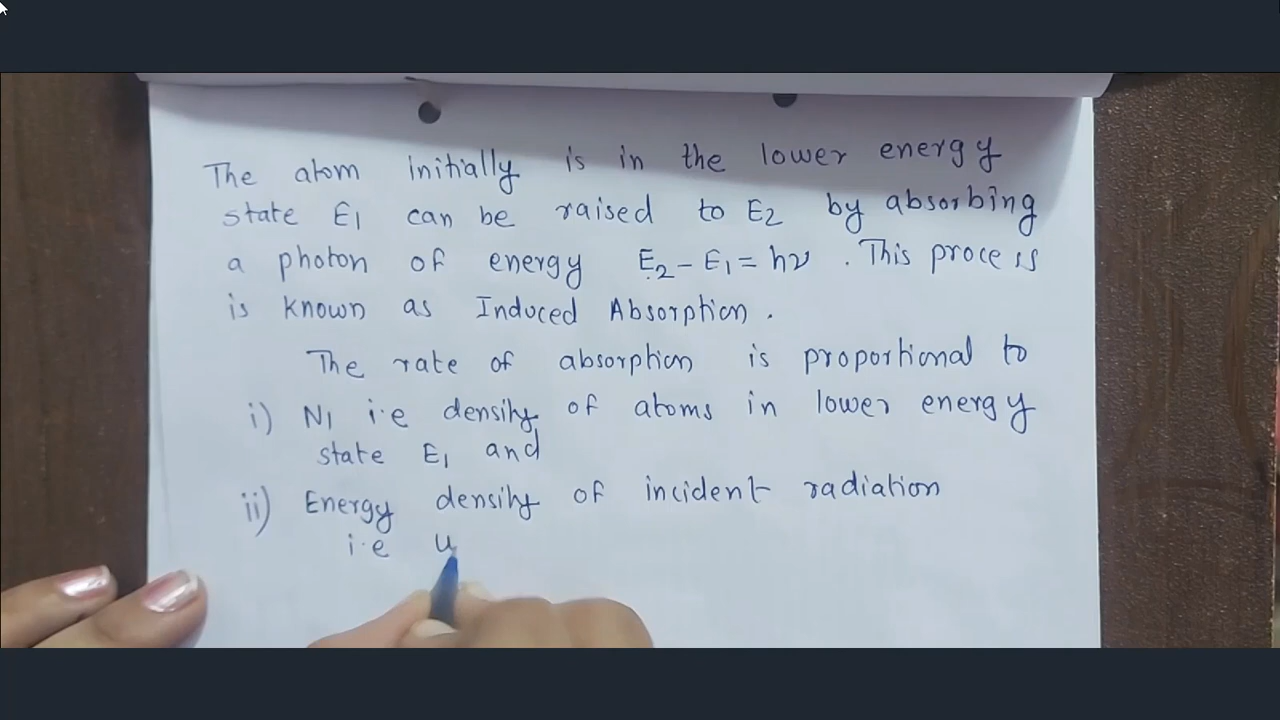 The atom initially is in the lower energy
state E₁ can be raised to E₂ by absorbing
a photon of energy E₂ - E₁ = hν . This process
is known as Induced Absorption .
The rate of absorption is proportional to
i) N₁ i.e density of atoms in lower energy
state E₁ and
ii) Energy density of incident radiation
i.e u